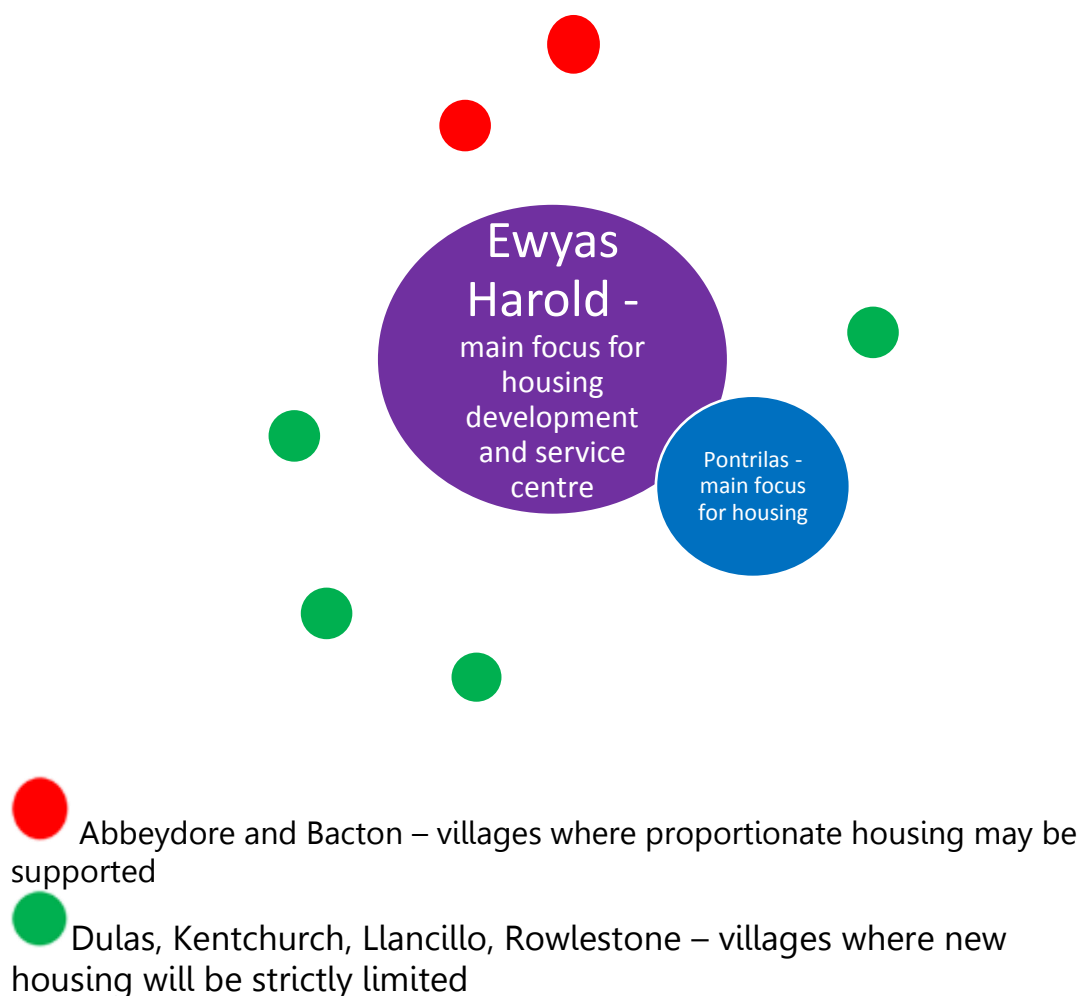 Ewyas
Harold -
main focus for
housing
development
and service
centre
Pontrilas -
main focus
for housing
Abbeydore and Bacton – villages where proportionate housing may be
supported
Dulas, Kentchurch, Llancillo, Rowlestone – villages where new
housing will be strictly limited